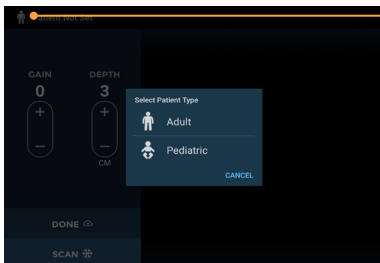 Patient Not Set
GAIN DEPTH
0 3
Select Patient Type
+ +
Adult
− −
Pediatric
CM
CANCEL
DONE
SCAN